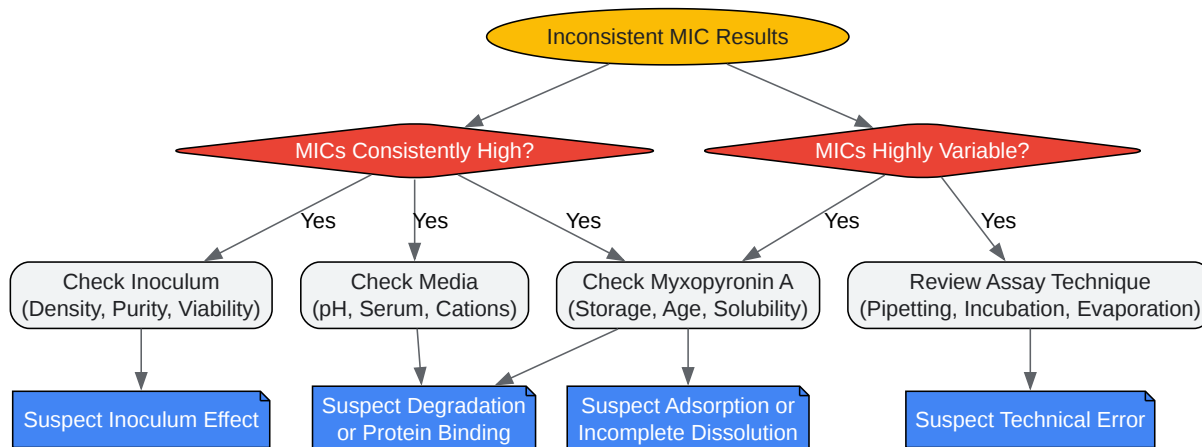 Inconsistent MIC Results
MICs Consistently High?
MICs Highly Variable?
Yes
Yes
Yes
Yes
Yes
Check Inoculum
(Density, Purity, Viability)
Check Media
(pH, Serum, Cations)
Check Myxopyronin A
(Storage, Age, Solubility)
Review Assay Technique
(Pipetting, Incubation, Evaporation)
Suspect Inoculum Effect
Suspect Degradation
or Protein Binding
Suspect Adsorption or
Incomplete Dissolution
Suspect Technical Error